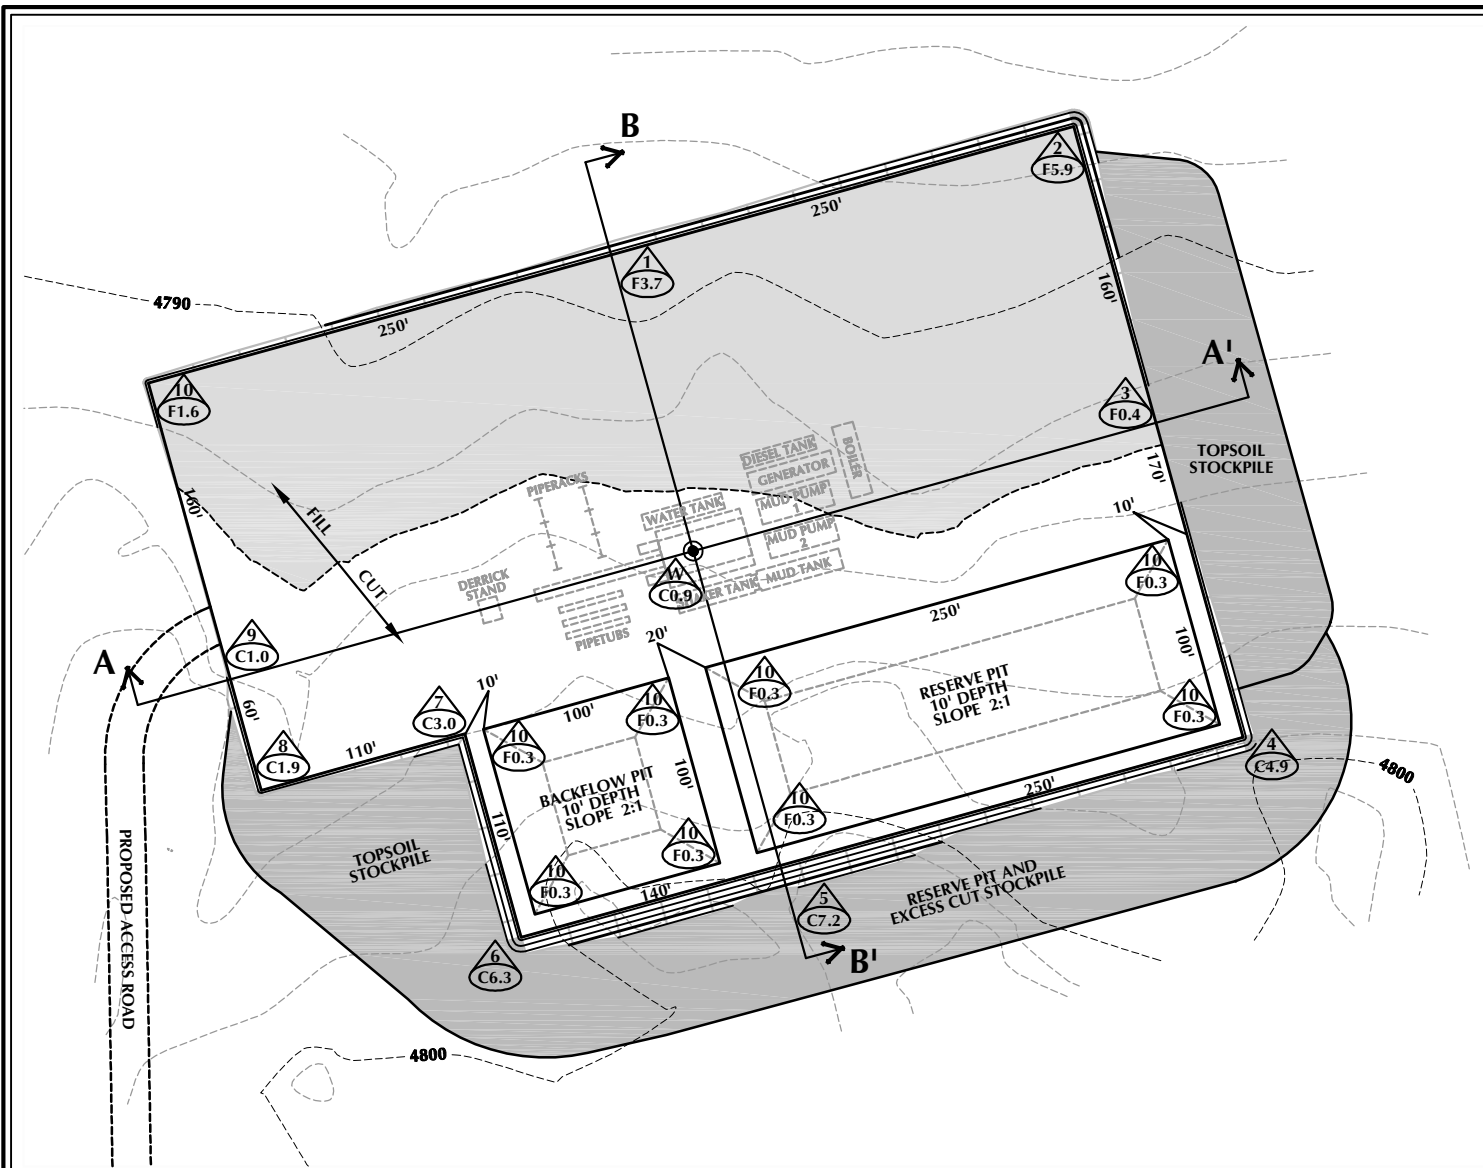 B
2
F5.9
250'
1
F3.7
160'
4790
250'
A'
10
F1.6
3
F0.4
TOPSOIL
STOCKPILE
170'
DIESEL TANK
BOILER
GENERATOR
MUD PUMP
1
MUD PUMP
2
MUD TANK
PIPERACKS
WATER TANK
160'
FILL
CUT
10'
W
C0.9
DERRICK
STAND
PIPETUBS
10
F0.3
250'
20'
9
C1.0
A
100'
10'
10
F0.3
RESERVE PIT
10' DEPTH
SLOPE 2:1
7
C3.0
60'
100'
10
F0.3
10
F0.3
10
F0.3
8
C1.9
110'
4
C4.9
4800
BACKFLOW PIT
10' DEPTH
SLOPE 2:1
100'
250'
10
F0.3
110'
PROPOSED ACCESS ROAD
TOPSOIL
STOCKPILE
10
F0.3
10
F0.3
140'
RESERVE PIT AND
EXCESS CUT STOCKPILE
5
C7.2
6
C6.3
B'
4800